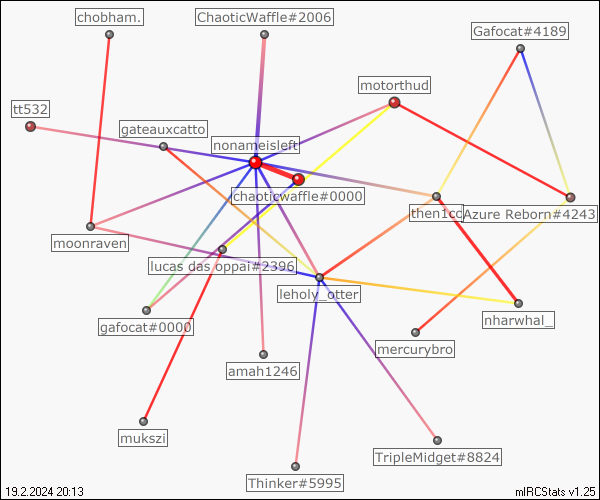 chobham.
ChaoticWaffle#2006
Gafocat#4189
motorthud
tt532
gateauxcatto
nonameisleft
chaoticwaffle#0000
then1cc
Azure Reborn#4243
moonraven
lucas das oppai#2396
leholy_otter
gafocat#0000
nharwhal_
mercurybro
amah1246
mukszi
TripleMidget#8824
Thinker#5995
19.2.2024 20:13
mIRCStats v1.25